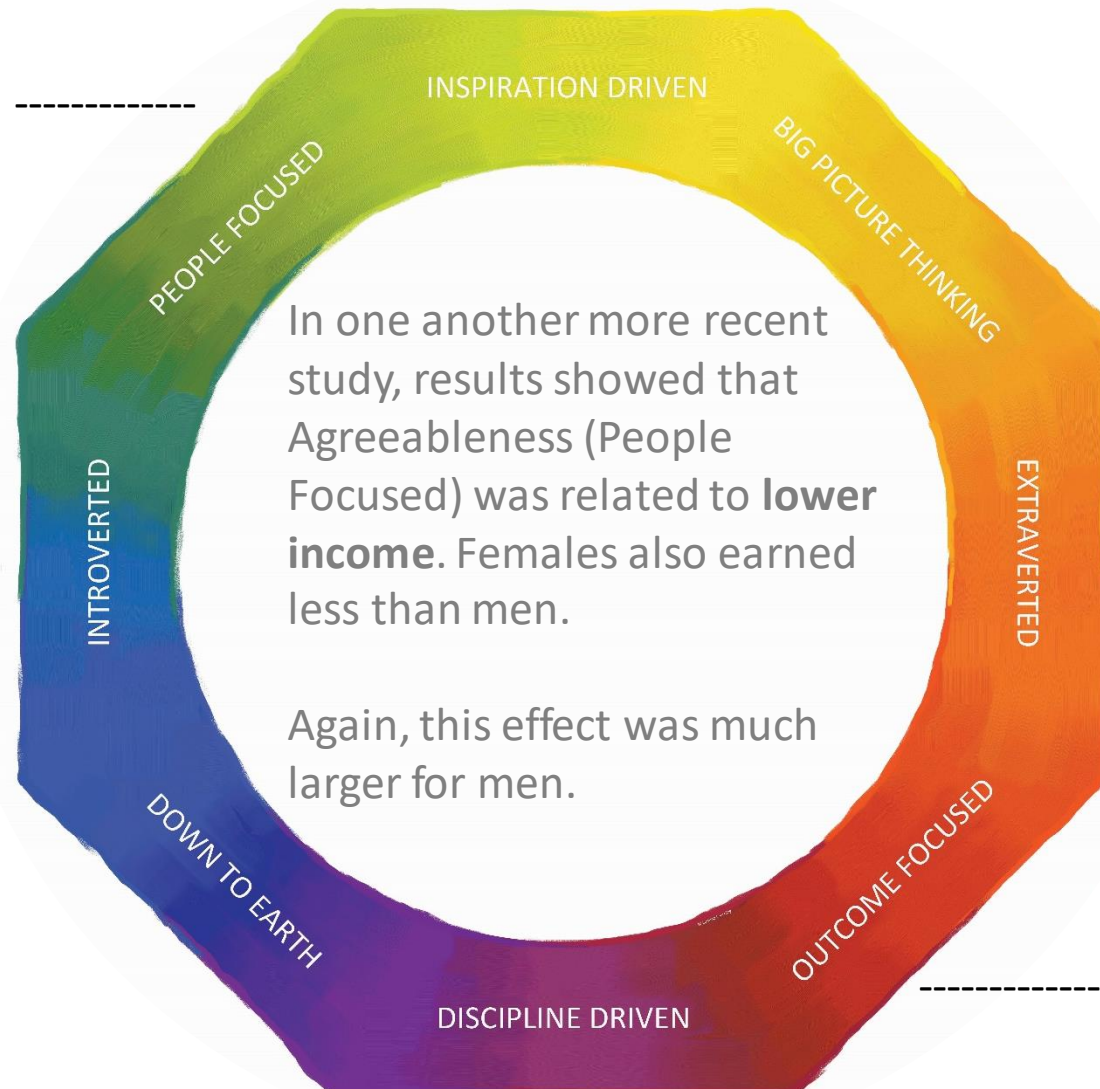 -------------
INSPIRATION DRIVEN
BIG PICTURE THINKING
PEOPLE FOCUSED
In one another more recent
study, results showed that
Agreeableness (People
Focused) was related to lower
income. Females also earned
less than men.
Again, this effect was much
larger for men.
INTROVERTED
EXTRAVERTED
DOWN TO EARTH
OUTCOME FOCUSED
-------------
DISCIPLINE DRIVEN